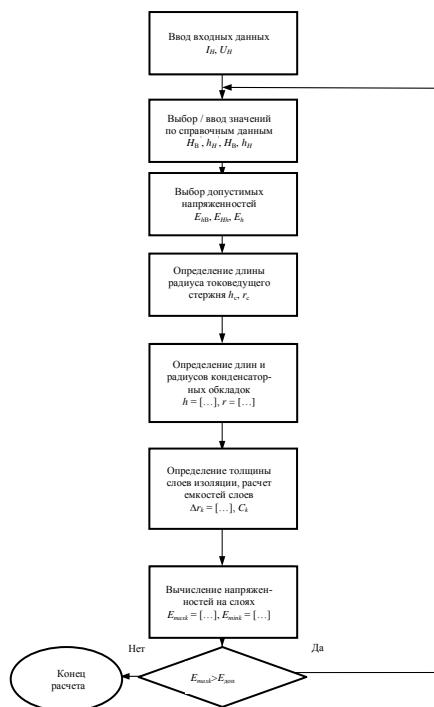 Ввод входных данных
I_H, U_H
Выбор / ввод значений
по справочным данным
H_B, h_H, H_B, h_H
Выбор допустимых
напряженностей
E_hB, E_Hh, E_h
Определение длины
радиуса токоведущего
стержня h_c, r_c
Определение длин и
радиусов конденсатор-
ных обкладок
h = […], r = […]
Определение толщины
слоев изоляции, расчет
емкостей слоев
Δr_k = […], C_k
Вычисление напряжен-
ностей на слоях
E_maxk = […], E_mink = […]
Нет
Да
Конец
расчета
E_maxk>E_доп